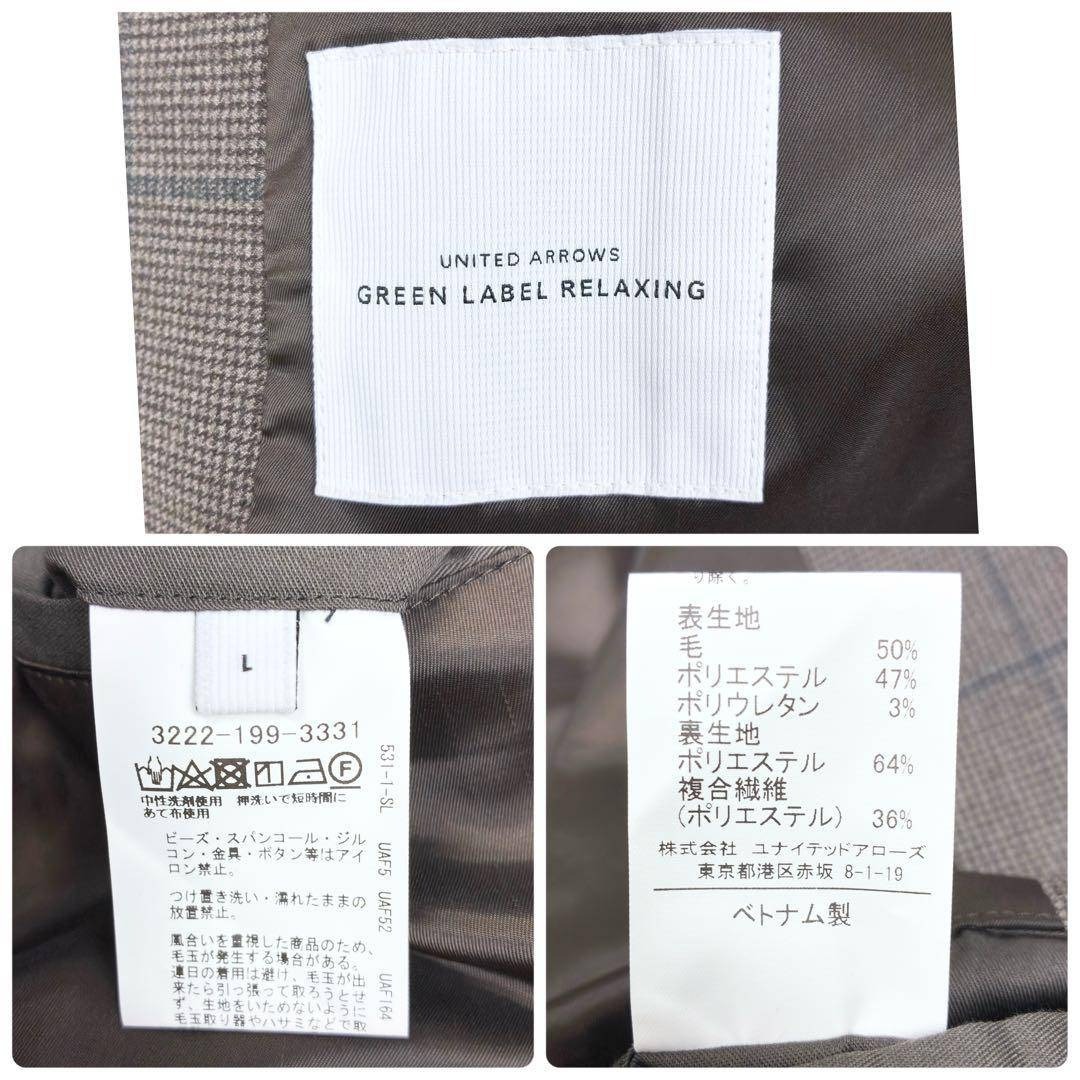 UNITED ARROWS
GREEN LABEL RELAXING
L
3222-199-3331
中性洗剤使用 押洗いで短時間に
あて布使用
ビーズ・スパンコール・ジル
コン・金具・ボタン等はアイ
ロン禁止。
つけ置き洗い・濡れたままの
放置禁止。
風合いを重視した商品のため、
毛玉が発生する場合がある。
連日の着用は避け、毛玉が出
来たら引っ張って取ろうとせ
ず、生地をいためないように
毛玉取り器やハサミなどで取
531-1-SL UAF5 UAF52 UAF164
り除く。
表生地
毛 50%
ポリエステル 47%
ポリウレタン 3%
裏生地
ポリエステル 64%
複合繊維
(ポリエステル) 36%
株式会社 ユナイテッドアローズ
東京都港区赤坂 8-1-19
ベトナム製